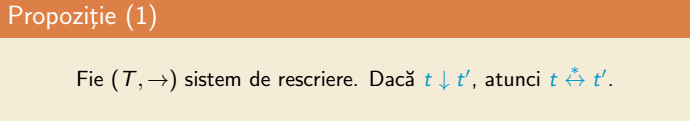 Propoziție (1)
Fie (T, →) sistem de rescriere. Dacă t ↓ t′, atunci t ↔* t′.